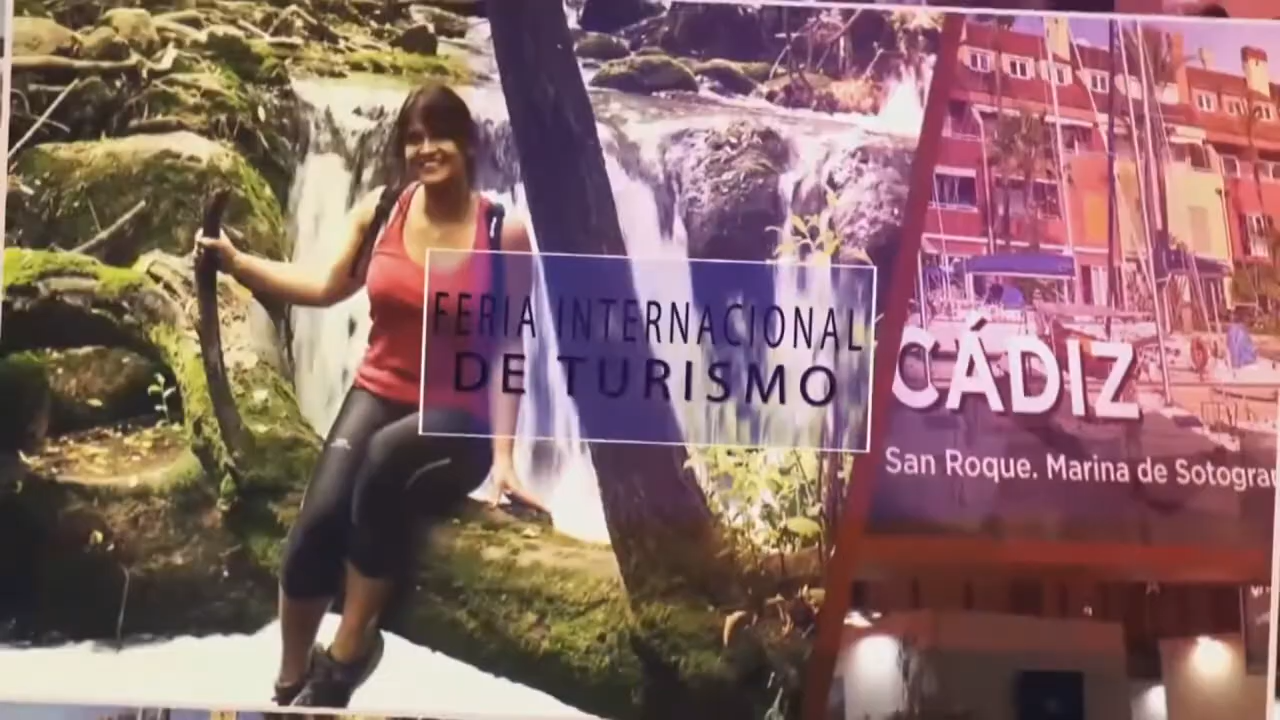 FERIA INTERNACIONAL
DE TURISMO
CÁDIZ
San Roque. Marina de Sotogra